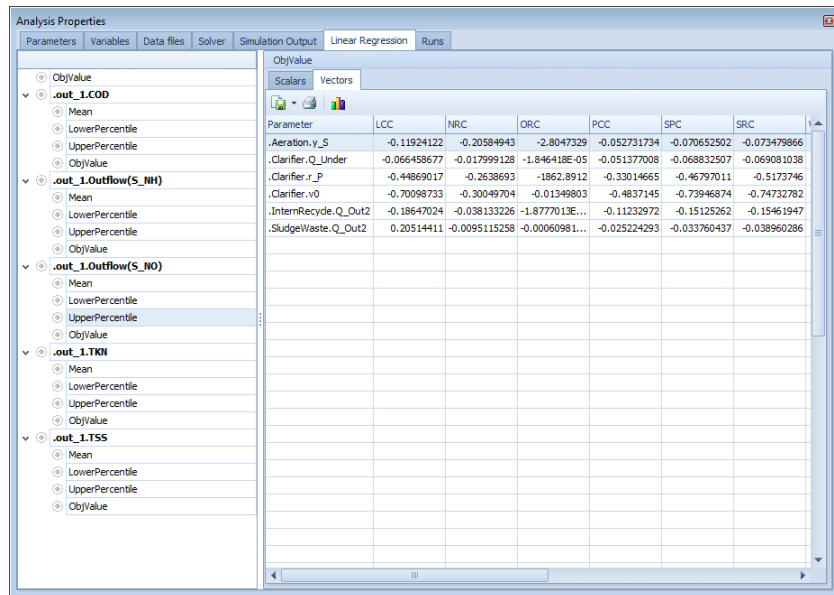 Analysis Properties
Parameters Variables Data files Solver Simulation Output Linear Regression Runs
ObjValue
.out_1.COD
Mean
LowerPercentile
UpperPercentile
ObjValue
.out_1.Outflow(S_NH)
Mean
LowerPercentile
UpperPercentile
ObjValue
.out_1.Outflow(S_NO)
Mean
LowerPercentile
UpperPercentile
ObjValue
.out_1.TKN
Mean
LowerPercentile
UpperPercentile
ObjValue
.out_1.TSS
Mean
LowerPercentile
UpperPercentile
ObjValue
ObjValue
Scalars Vectors
Parameter LCC NRC ORC PCC SPC SRC
.Aeration.y_S -0.11924122 -0.20584943 -2.8047329 -0.052731734 -0.070652502 -0.073479866
.Clarifier.Q_Under -0.066458677 -0.017999128 -1.846418E-05 -0.051377008 -0.068832507 -0.069081038
.Clarifier.r_P -0.44869017 -0.2638693 -1862.8912 -0.33014665 -0.46797011 -0.5173746
.Clarifier.v0 -0.70098733 -0.30049704 -0.01349803 -0.4837145 -0.73946874 -0.74732782
.InternRecycle.Q_Out2 -0.18647024 -0.038133226 -1.8777013E... -0.11232972 -0.15125262 -0.15461947
.SludgeWaste.Q_Out2 0.20514411 -0.0095115258 -0.00060981... -0.025224293 -0.033760437 -0.038960286